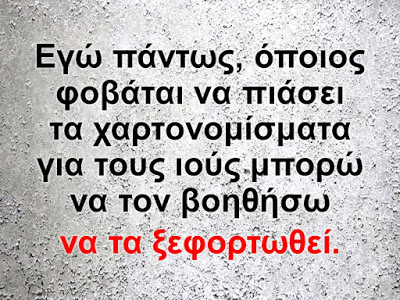 Εγώ πάντως, όποιος
φοβάται να πιάσει
τα χαρτονομίσματα
για τους ιούς μπορώ
να τον βοηθήσω
να τα ξεφορτωθεί.